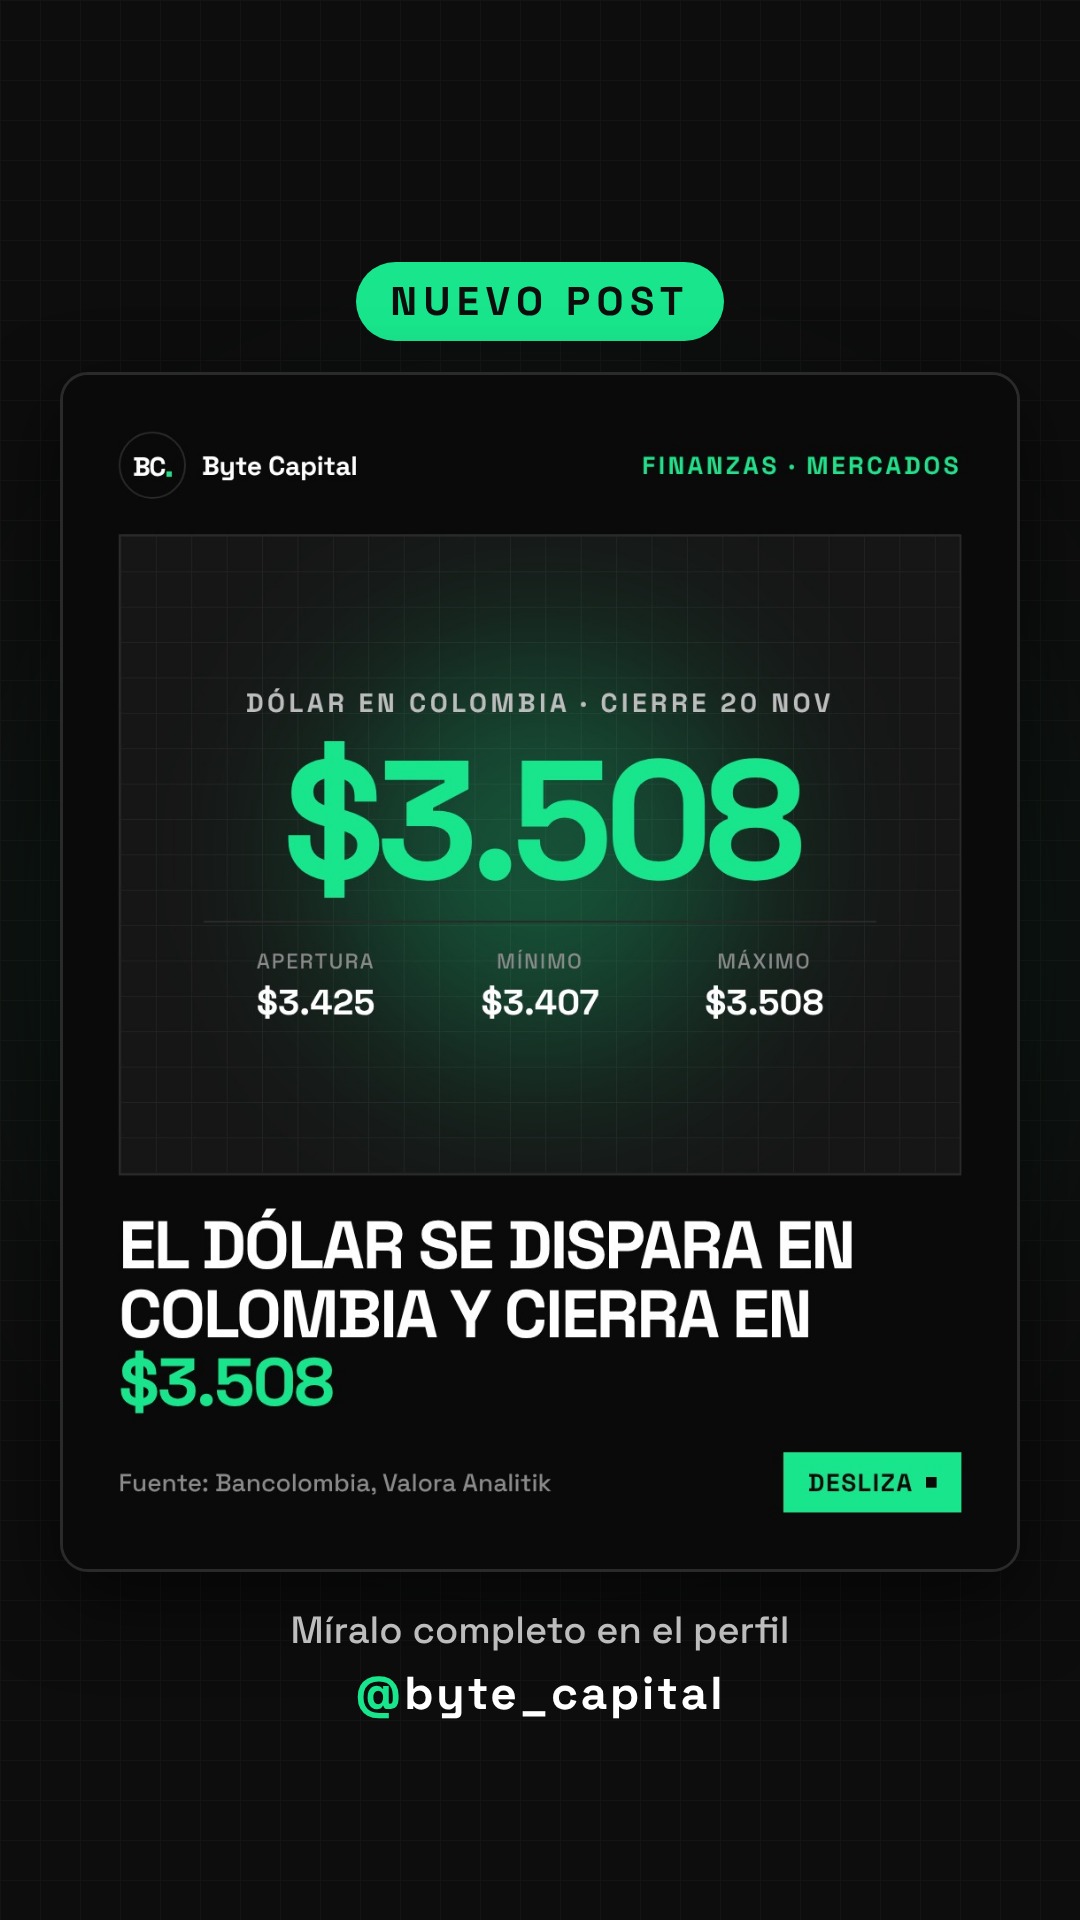 NUEVO POST
BC.
Byte Capital
FINANZAS · MERCADOS
DÓLAR EN COLOMBIA · CIERRE 20 NOV
$3.508
APERTURA
MÍNIMO
MÁXIMO
$3.425
$3.407
$3.508
EL DÓLAR SE DISPARA EN
COLOMBIA Y CIERRA EN
$3.508
Fuente: Bancolombia, Valora Analitik
DESLIZA
Míralo completo en el perfil
@byte_capital